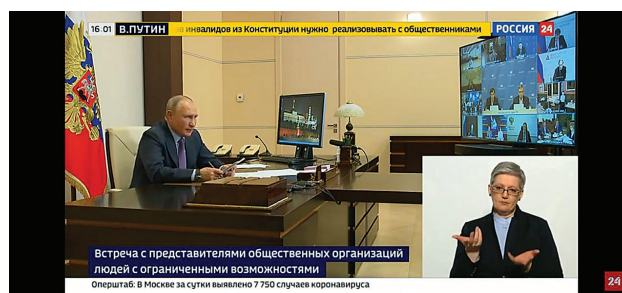 16:01 В.ПУТИН инвалидов из Конституции нужно реализовывать с общественниками РОССИЯ 24
Встреча с представителями общественных организаций
людей с ограниченными возможностями
Оперштаб: В Москве за сутки выявлено 7 750 случаев коронавируса
24